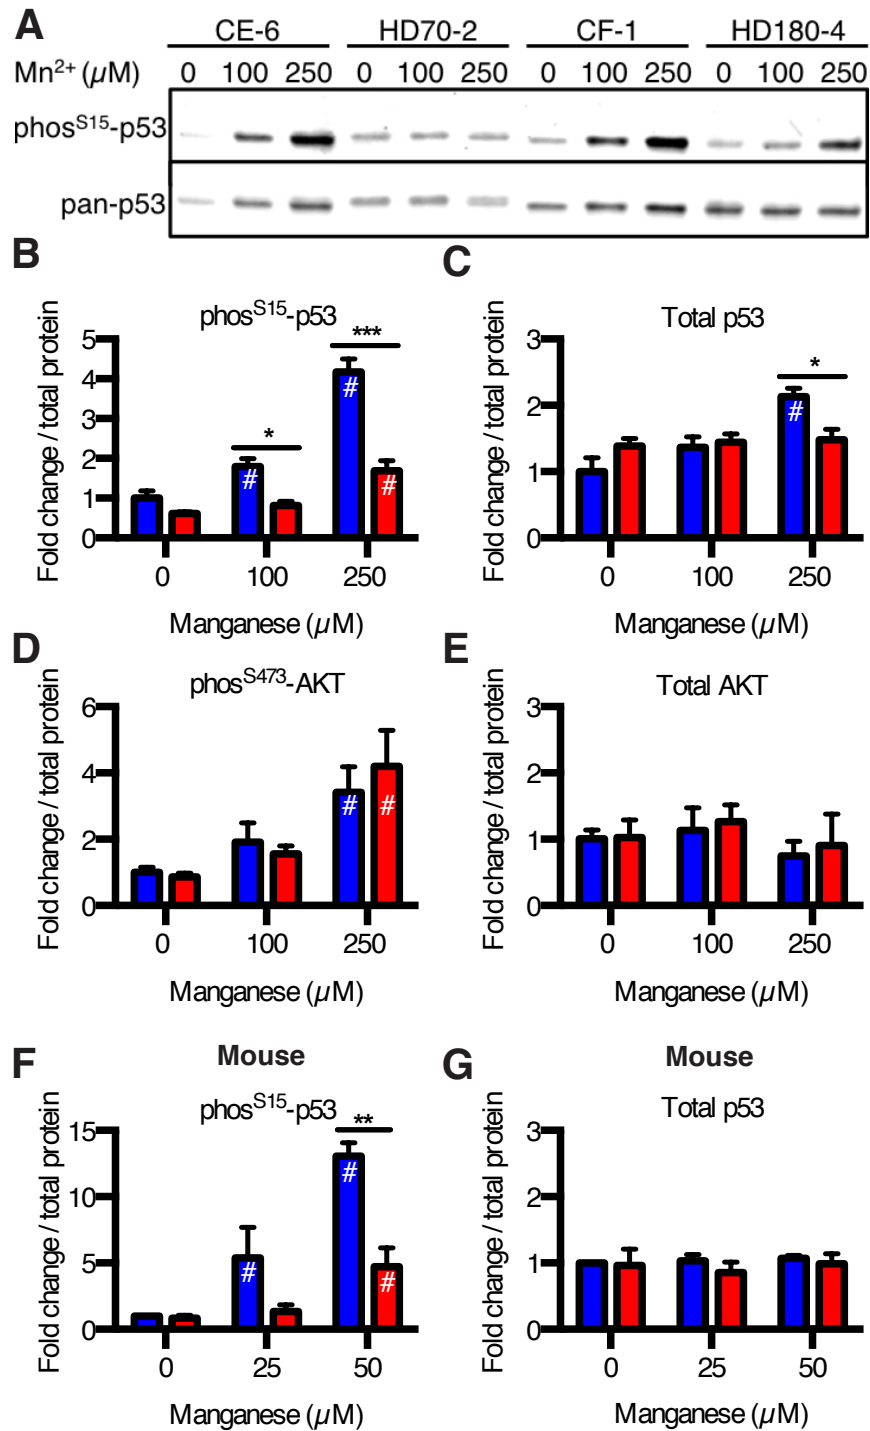 A
CE-6 HD70-2 CF-1 HD180-4
Mn2+ (µM) 0 100 250 0 100 250 0 100 250 0 100 250
phosS15-p53
pan-p53
B
phosS15-p53
Fold change / total protein
5
4
3
2
1
0
*
***
#
#
#
0 100 250
Manganese (µM)
C
Total p53
Fold change / total protein
3
2
1
0
*
#
0 100 250
Manganese (µM)
D
phosS473-AKT
Fold change / total protein
6
4
2
0
# #
0 100 250
Manganese (µM)
E
Total AKT
Fold change / total protein
3
2
1
0
0 100 250
Manganese (µM)
F
Mouse
phosS15-p53
Fold change / total protein
15
10
5
0
**
#
#
#
0 25 50
Manganese (µM)
G
Mouse
Total p53
Fold change / total protein
3
2
1
0
0 25 50
Manganese (µM)